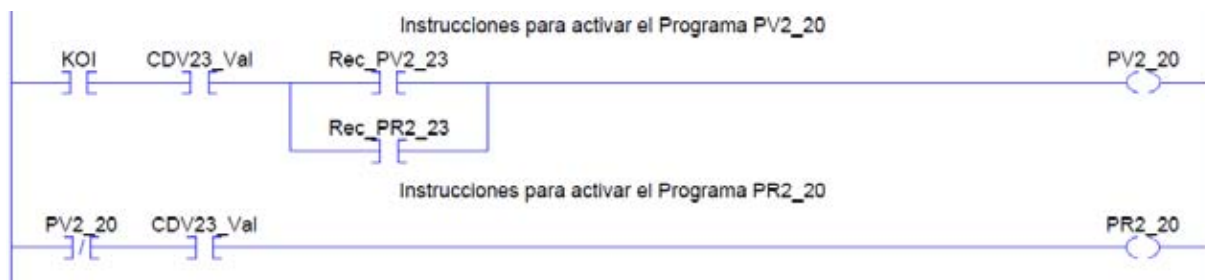 Instrucciones para activar el Programa PV2_20
KOI CDV23_Val Rec_PV2_23 PV2_20
Rec_PR2_23
Instrucciones para activar el Programa PR2_20
PV2_20 CDV23_Val PR2_20